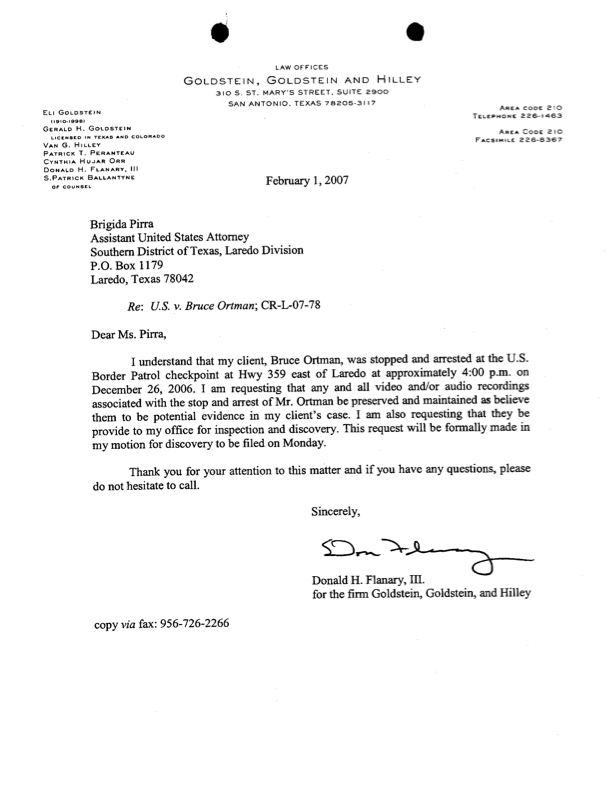 LAW OFFICES
GOLDSTEIN, GOLDSTEIN AND HILLEY
310 S. ST. MARY'S STREET, SUITE 2900
SAN ANTONIO, TEXAS 78205-3117
ELI GOLDSTEIN
(1910-1998)
GERALD H. GOLDSTEIN
LICENSED IN TEXAS AND COLORADO
VAN G. HILLEY
PATRICK T. PERANTEAU
CYNTHIA HUJAR ORR
DONALD H. FLANARY, III
S.PATRICK BALLANTYNE
OF COUNSEL
AREA CODE 210
TELEPHONE 226-1463
AREA CODE 210
FACSIMILE 226-8367
February 1, 2007
Brigida Pirra
Assistant United States Attorney
Southern District of Texas, Laredo Division
P.O. Box 1179
Laredo, Texas 78042
Re: U.S. v. Bruce Ortman; CR-L-07-78
Dear Ms. Pirra,
I understand that my client, Bruce Ortman, was stopped and arrested at the U.S.
Border Patrol checkpoint at Hwy 359 east of Laredo at approximately 4:00 p.m. on
December 26, 2006. I am requesting that any and all video and/or audio recordings
associated with the stop and arrest of Mr. Ortman be preserved and maintained as believe
them to be potential evidence in my client's case. I am also requesting that they be
provide to my office for inspection and discovery. This request will be formally made in
my motion for discovery to be filed on Monday.
Thank you for your attention to this matter and if you have any questions, please
do not hesitate to call.
Sincerely,
Don Flanary
Donald H. Flanary, III.
for the firm Goldstein, Goldstein, and Hilley
copy via fax: 956-726-2266